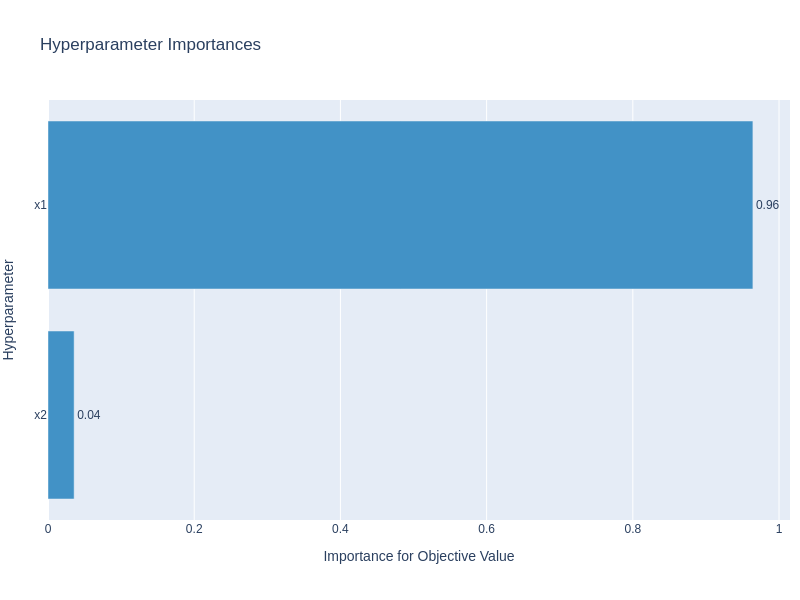 Hyperparameter Importances
Hyperparameter
x1
0.96
x2
0.04
0
0.2
0.4
0.6
0.8
1
Importance for Objective Value